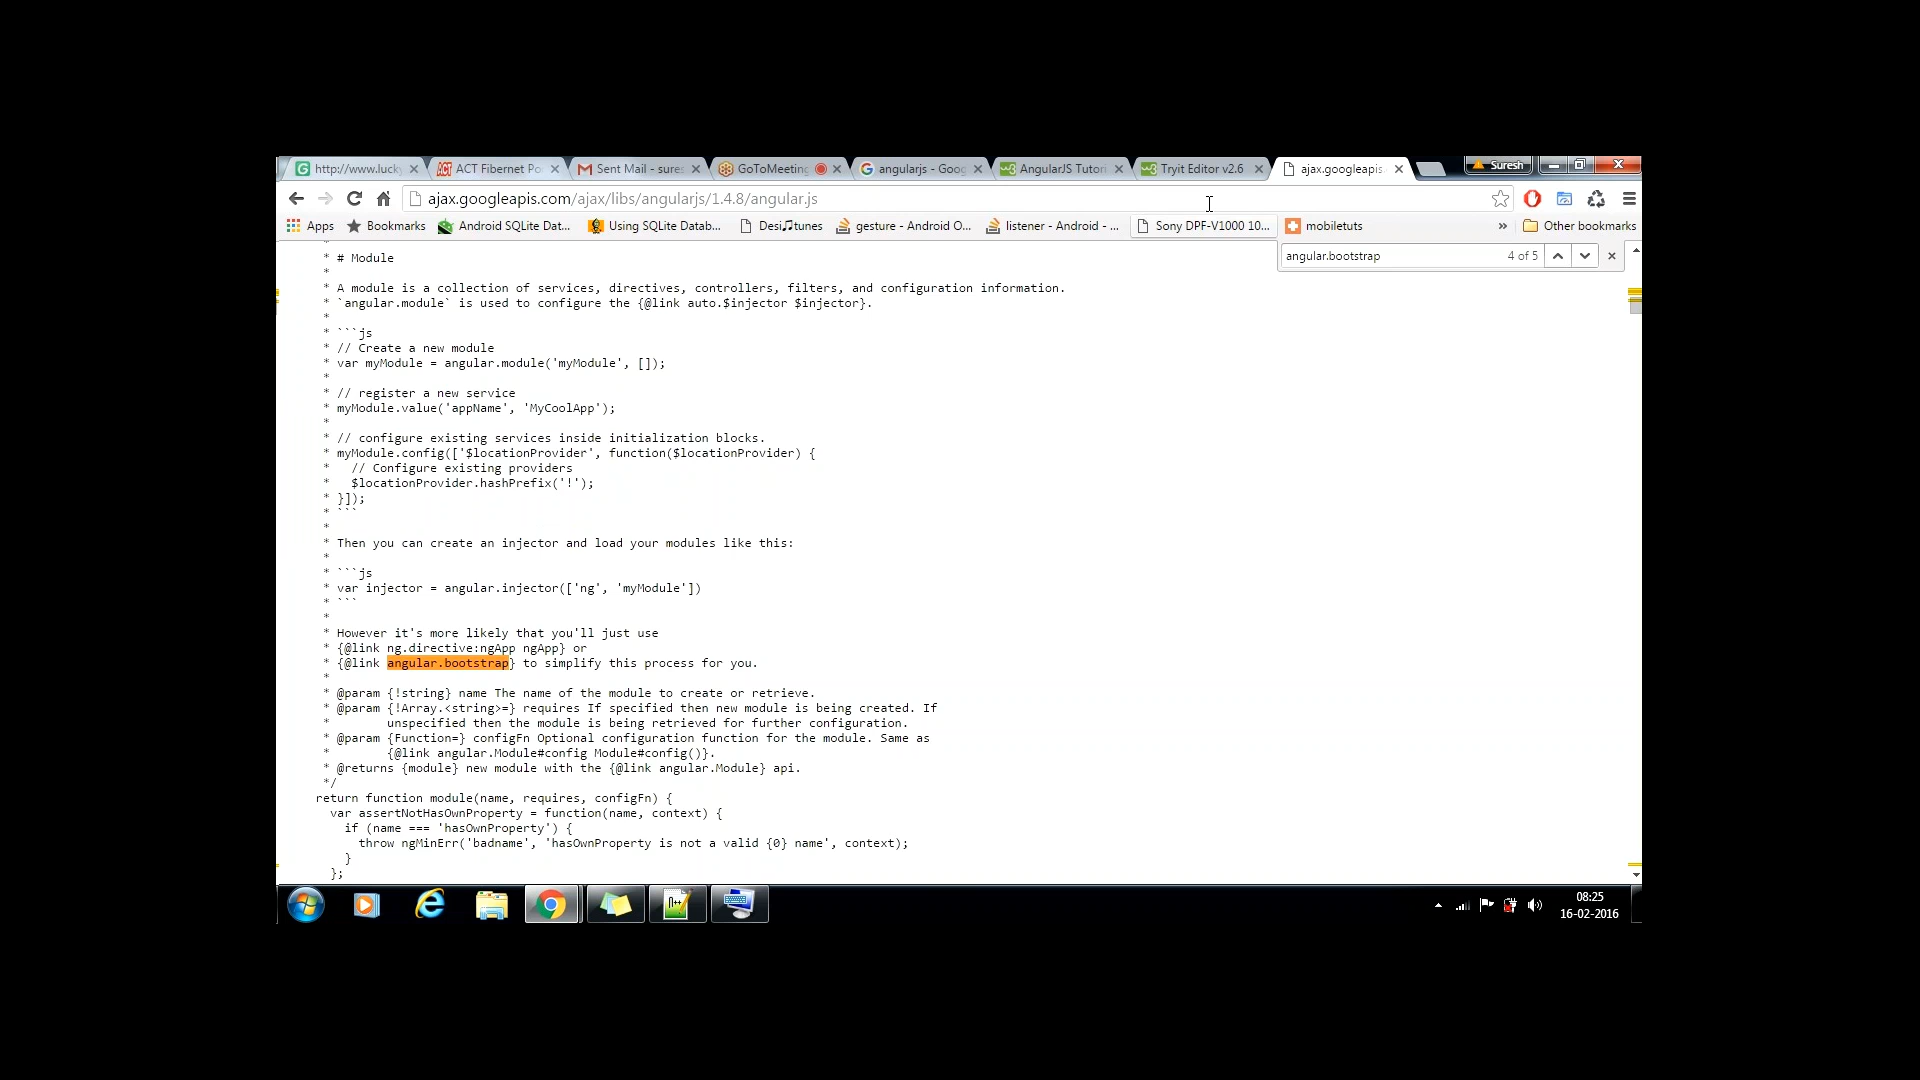 http://www.lucky
ACT Fibernet Po
Sent Mail - sures
GoToMeeting
angularjs - Goog
AngularJS Tutori
Tryit Editor v2.6
ajax.googleapis.
Suresh
ajax.googleapis.com/ajax/libs/angularjs/1.4.8/angular.js
Apps
Bookmarks
Android SQLite Dat...
Using SQLite Datab...
Desi♫tunes
gesture - Android O...
listener - Android - ...
Sony DPF-V1000 10...
mobiletuts
»
Other bookmarks
angular.bootstrap 4 of 5
*
* # Module
*
* A module is a collection of services, directives, controllers, filters, and configuration information.
* `angular.module` is used to configure the {@link auto.$injector $injector}.
*
* ```js
* // Create a new module
* var myModule = angular.module('myModule', []);
*
* // register a new service
* myModule.value('appName', 'MyCoolApp');
*
* // configure existing services inside initialization blocks.
* myModule.config(['$locationProvider', function($locationProvider) {
*   // Configure existing providers
*   $locationProvider.hashPrefix('!');
* }]);
* ```
*
* Then you can create an injector and load your modules like this:
*
* ```js
* var injector = angular.injector(['ng', 'myModule'])
* ```
*
* However it's more likely that you'll just use
* {@link ng.directive:ngApp ngApp} or
* {@link angular.bootstrap} to simplify this process for you.
*
* @param {!string} name The name of the module to create or retrieve.
* @param {!Array.<string>=} requires If specified then new module is being created. If
*        unspecified then the module is being retrieved for further configuration.
* @param {Function=} configFn Optional configuration function for the module. Same as
*        {@link angular.Module#config Module#config()}.
* @returns {module} new module with the {@link angular.Module} api.
*/
return function module(name, requires, configFn) {
var assertNotHasOwnProperty = function(name, context) {
if (name === 'hasOwnProperty') {
throw ngMinErr('badname', 'hasOwnProperty is not a valid {0} name', context);
}
};
08:25
16-02-2016